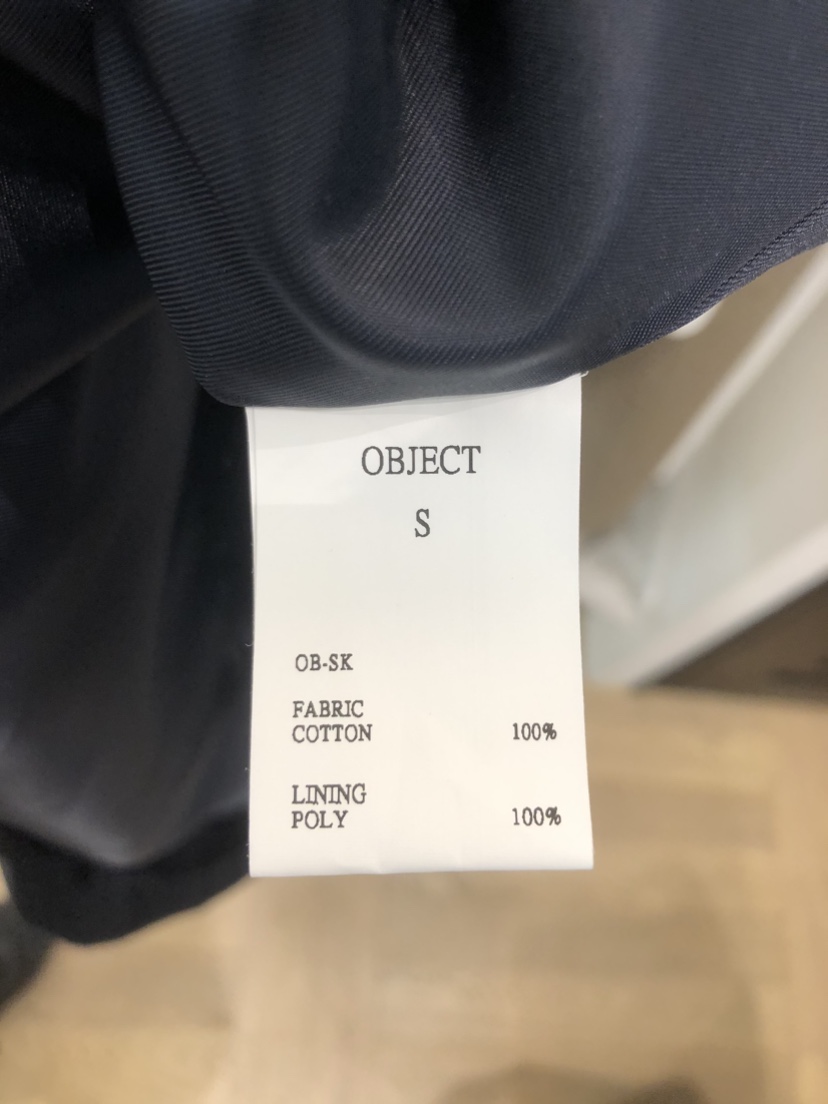 OBJECT
S
OB-SK
FABRIC
COTTON 100%
LINING
POLY 100%